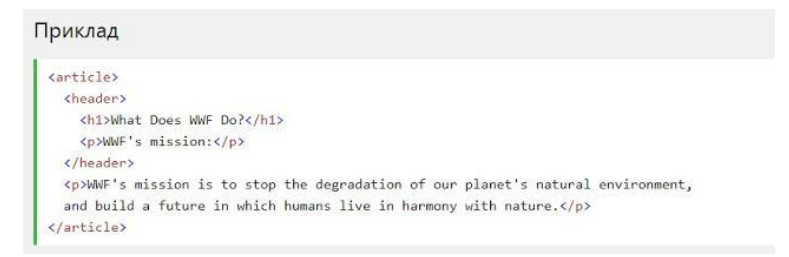 Приклад
<article>
<header>
<h1>What Does WWF Do?</h1>
<p>WWF's mission:</p>
</header>
<p>WWF's mission is to stop the degradation of our planet's natural environment,
and build a future in which humans live in harmony with nature.</p>
</article>